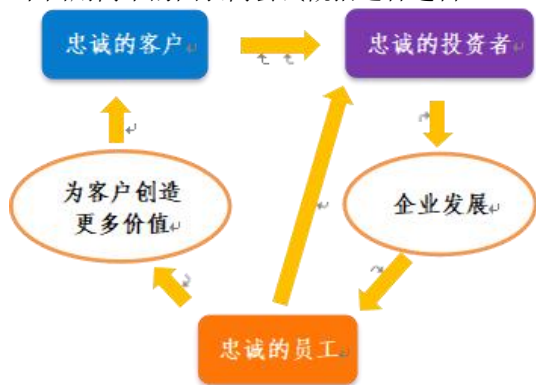 忠诚的客户
忠诚的投资者
为客户创造
更多价值
企业发展
忠诚的员工